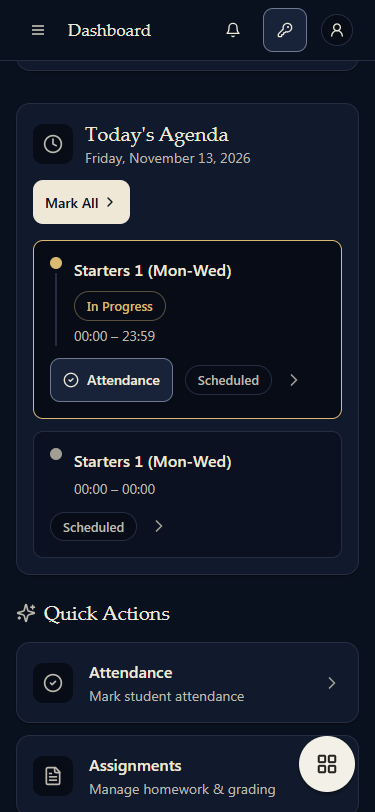 Dashboard
Today's Agenda
Friday, November 13, 2026
Mark All
Starters 1 (Mon-Wed)
In Progress
00:00 – 23:59
Attendance
Scheduled
Starters 1 (Mon-Wed)
00:00 – 00:00
Scheduled
Quick Actions
Attendance
Mark student attendance
Assignments
Manage homework & grading